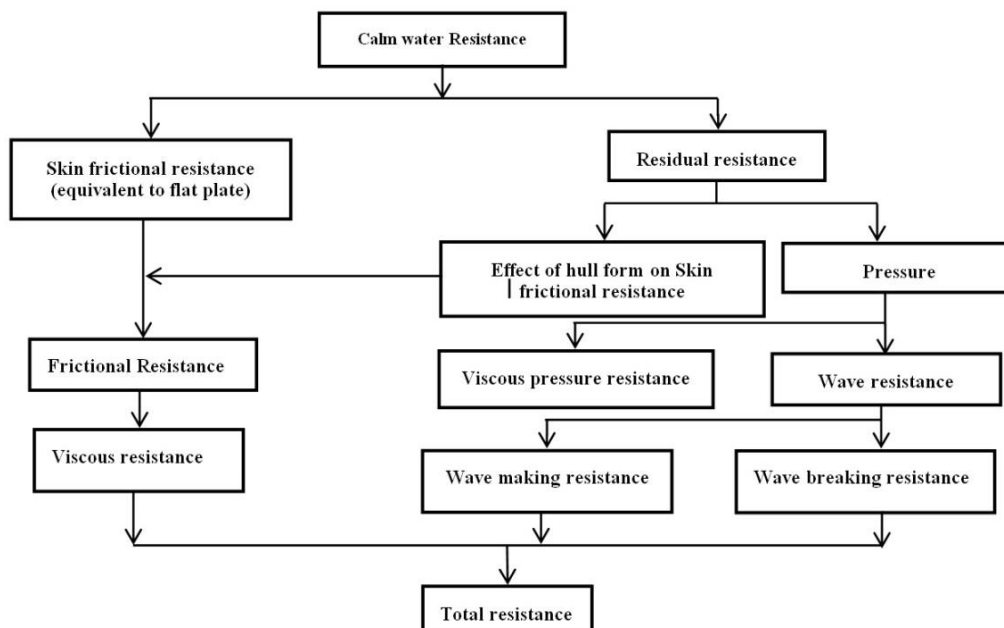 Calm water Resistance
Skin frictional resistance
(equivalent to flat plate)
Residual resistance
Effect of hull form on Skin
frictional resistance
Pressure
Frictional Resistance
Viscous pressure resistance
Wave resistance
Viscous resistance
Wave making resistance
Wave breaking resistance
Total resistance